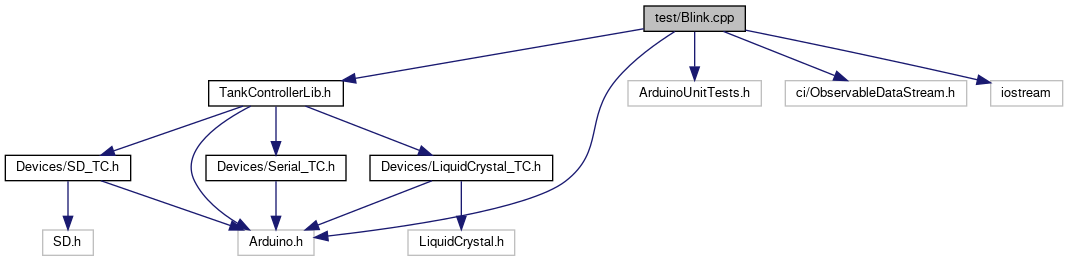 test/Blink.cpp
TankControllerLib.h
ArduinoUnitTests.h
ci/ObservableDataStream.h
iostream
Devices/SD_TC.h
Devices/Serial_TC.h
Devices/LiquidCrystal_TC.h
SD.h
Arduino.h
LiquidCrystal.h